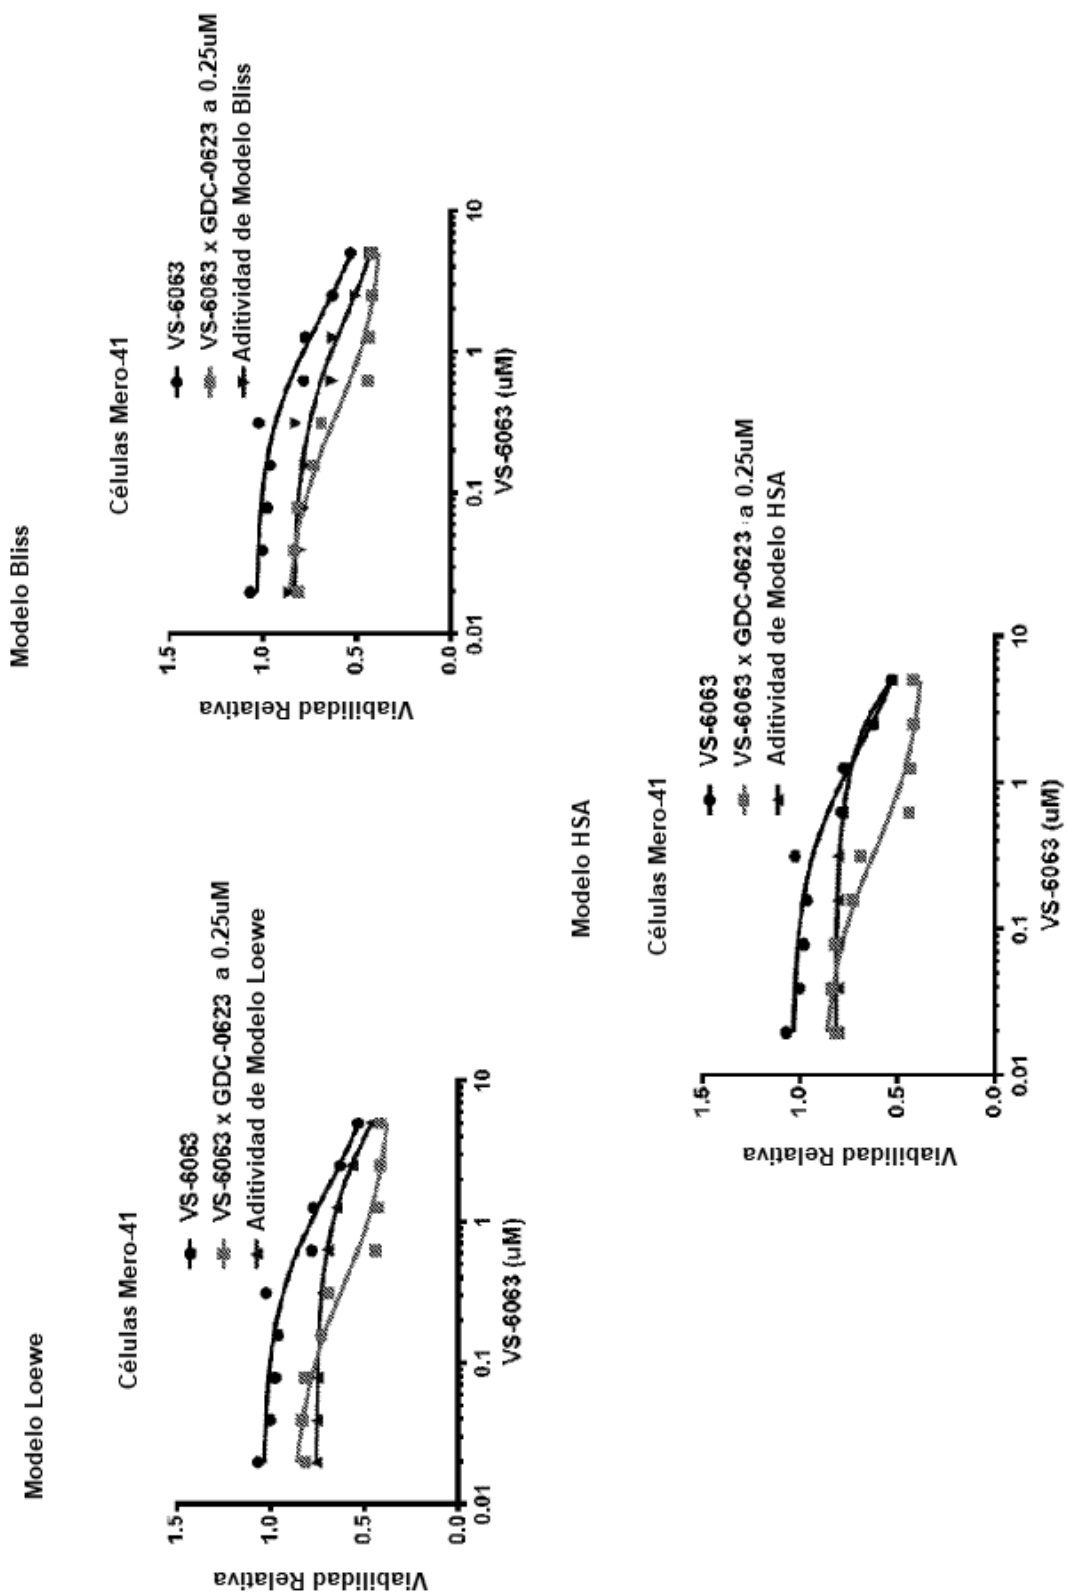 Modelo Loewe
Células Mero-41
VS-6063
VS-6063 x GDC-0623 a 0.25uM
Aditividad de Modelo Loewe
Viabilidad Relativa
1.5
1.0
0.5
0.0
0.01
0.1
1
10
VS-6063 (uM)
Modelo Bliss
Células Mero-41
VS-6063
VS-6063 x GDC-0623 a 0.25uM
Aditividad de Modelo Bliss
Viabilidad Relativa
1.5
1.0
0.5
0.0
0.01
0.1
1
10
VS-6063 (uM)
Modelo HSA
Células Mero-41
VS-6063
VS-6063 x GDC-0623 a 0.25uM
Aditividad de Modelo HSA
Viabilidad Relativa
1.5
1.0
0.5
0.0
0.01
0.1
1
10
VS-6063 (uM)